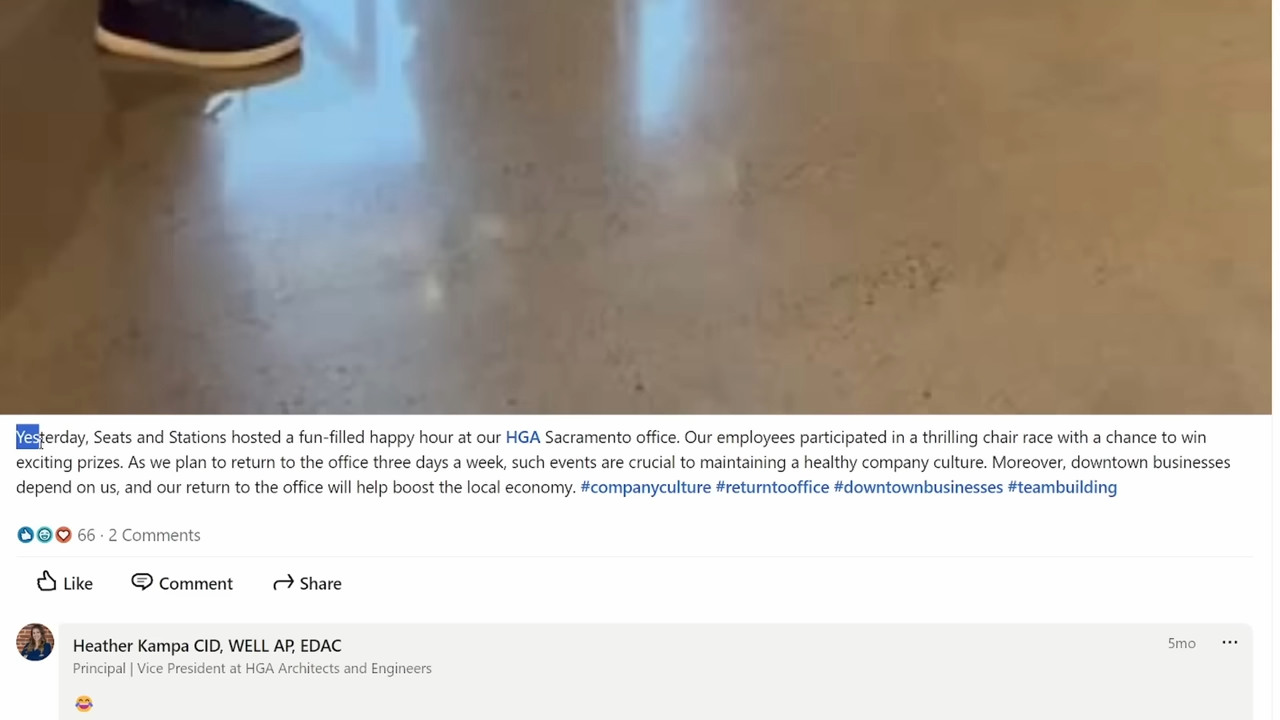 Yesterday, Seats and Stations hosted a fun-filled happy hour at our HGA Sacramento office. Our employees participated in a thrilling chair race with a chance to win
exciting prizes. As we plan to return to the office three days a week, such events are crucial to maintaining a healthy company culture. Moreover, downtown businesses
depend on us, and our return to the office will help boost the local economy. #companyculture #returntooffice #downtownbusinesses #teambuilding
66 · 2 Comments
Like Comment Share
Heather Kampa CID, WELL AP, EDAC 5mo
Principal | Vice President at HGA Architects and Engineers